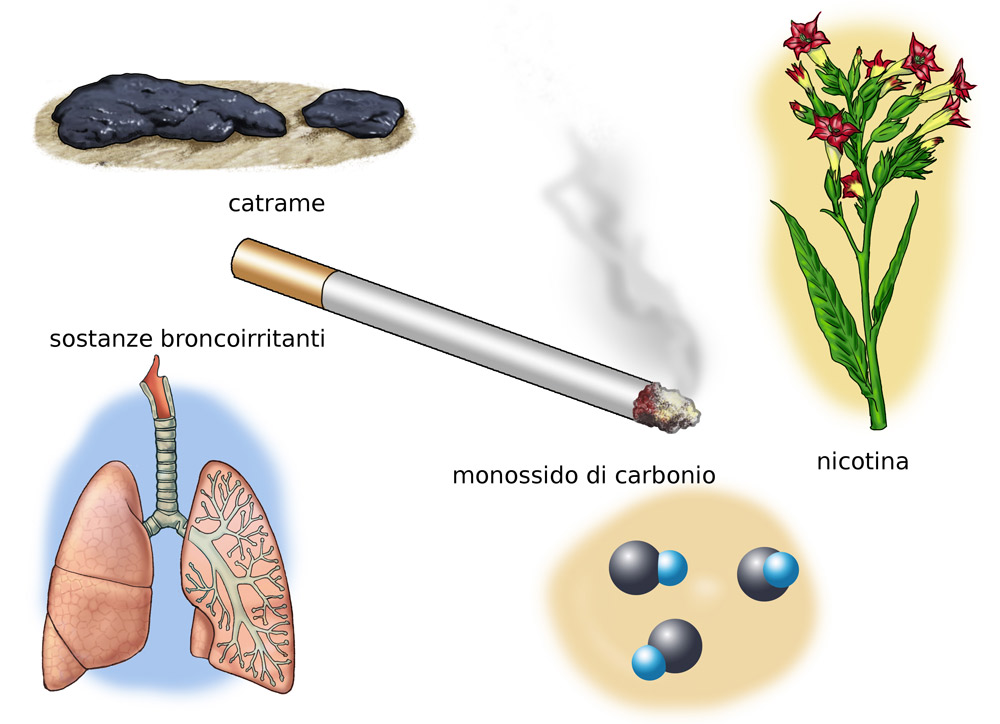 catrame
sostanze broncoirritanti
nicotina
monossido di carbonio